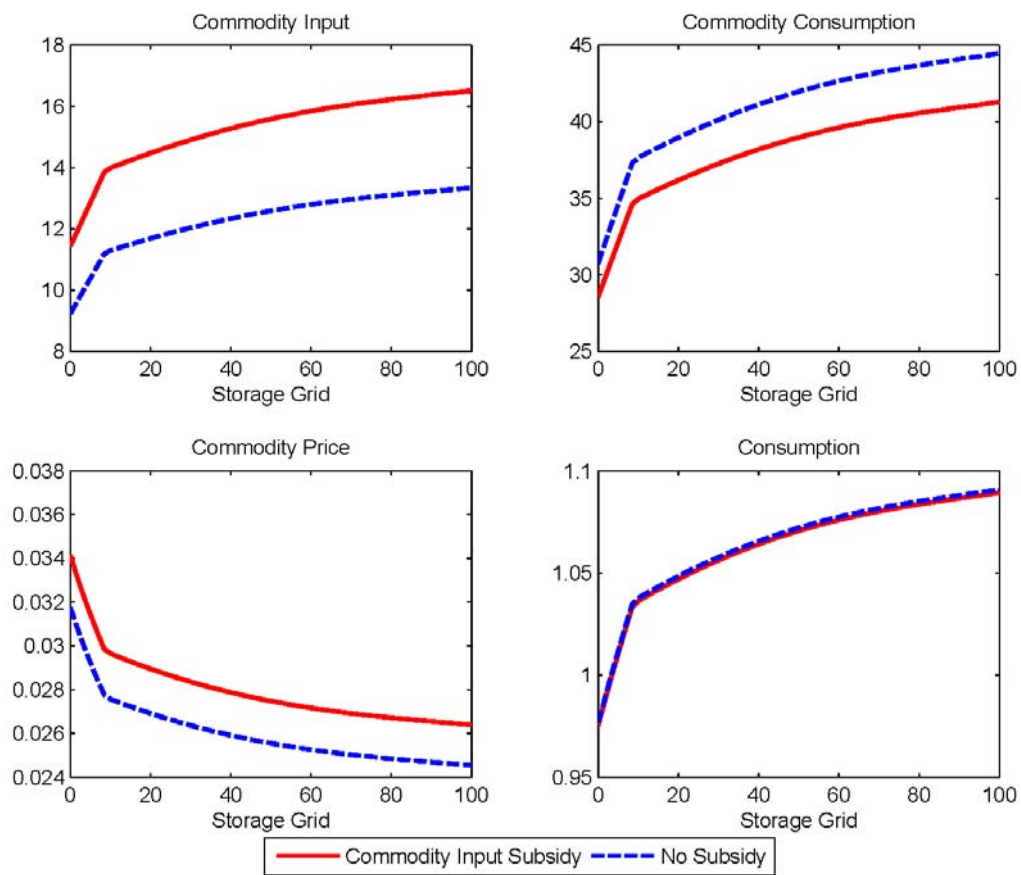 Commodity Input
18
16
14
12
10
8
0 20 40 60 80 100
Storage Grid
Commodity Consumption
45
40
35
30
25
0 20 40 60 80 100
Storage Grid
Commodity Price
0.038
0.036
0.034
0.032
0.03
0.028
0.026
0.024
0 20 40 60 80 100
Storage Grid
Consumption
1.1
1.05
1
0.95
0 20 40 60 80 100
Storage Grid
Commodity Input Subsidy No Subsidy